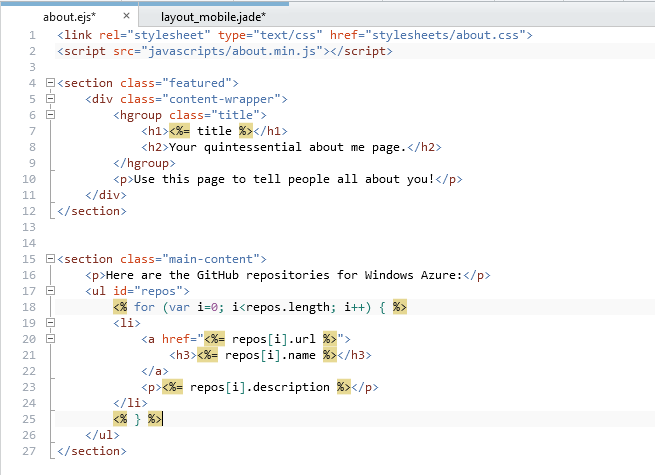 about.ejs* × layout_mobile.jade*
1 <link rel="stylesheet" type="text/css" href="stylesheets/about.css">
2 <script src="javascripts/about.min.js"></script>
3
4 <section class="featured">
5     <div class="content-wrapper">
6         <hgroup class="title">
7             <h1><%= title %></h1>
8             <h2>Your quintessential about me page.</h2>
9         </hgroup>
10         <p>Use this page to tell people all about you!</p>
11     </div>
12 </section>
13
14
15 <section class="main-content">
16     <p>Here are the GitHub repositories for Windows Azure:</p>
17     <ul id="repos">
18         <% for (var i=0; i<repos.length; i++) { %>
19         <li>
20             <a href="<%= repos[i].url %>">
21                 <h3><%= repos[i].name %></h3>
22             </a>
23             <p><%= repos[i].description %></p>
24         </li>
25         <% } %>
26     </ul>
27 </section>